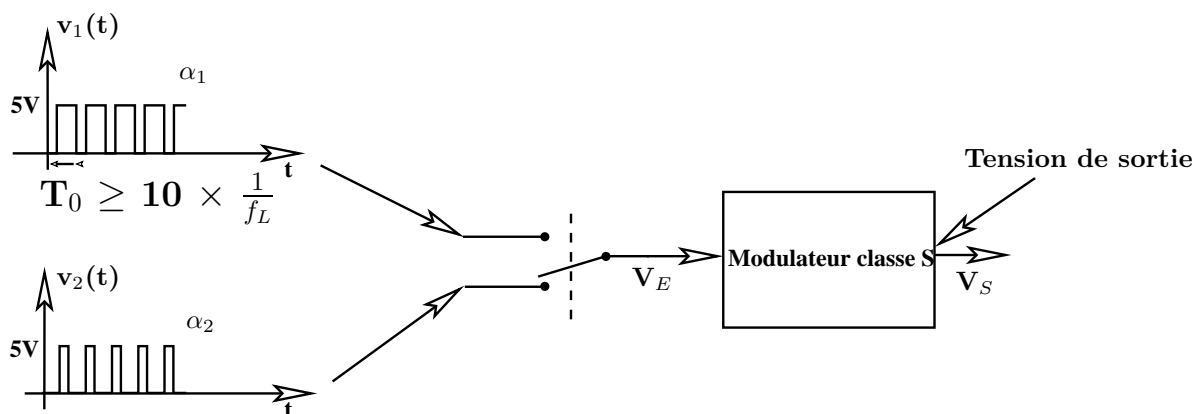 v₁(t)
α₁
5V
t
T₀ ≥ 10 × 1/f_L
Tension de sortie
Modulateur classe S
V_E
V_S
v₂(t)
α₂
5V
t